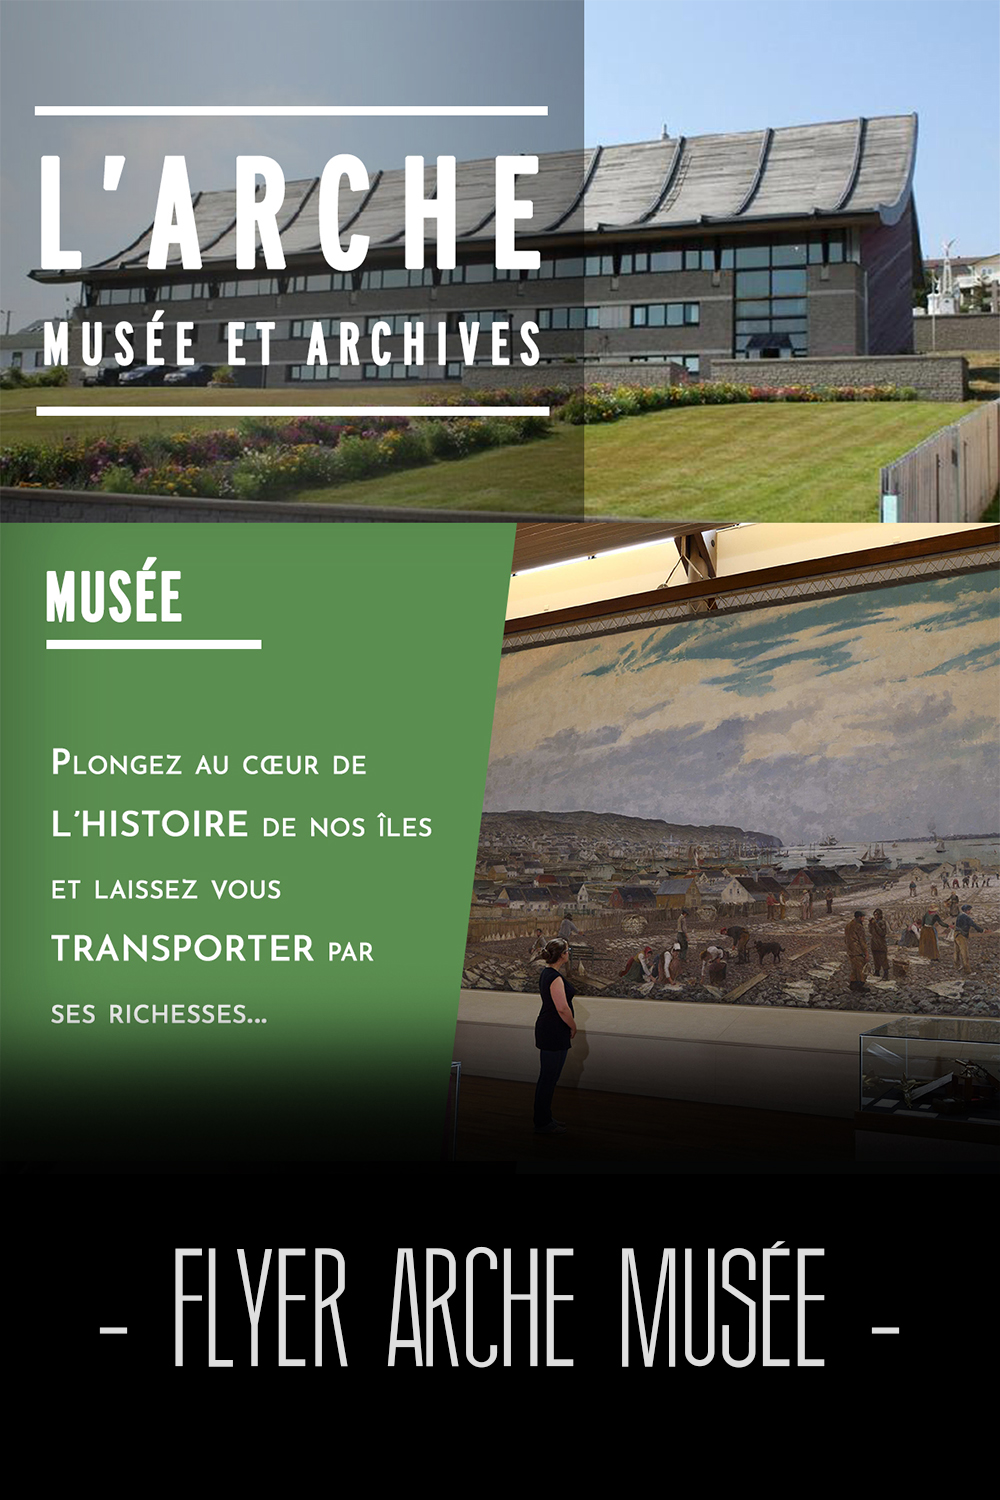 L'ARCHE
MUSÉE ET ARCHIVES
MUSÉE
PLONGEZ AU CŒUR DE
L'HISTOIRE DE NOS ÎLES
ET LAISSEZ VOUS
TRANSPORTER PAR
SES RICHESSES...
- FLYER ARCHE MUSÉE -